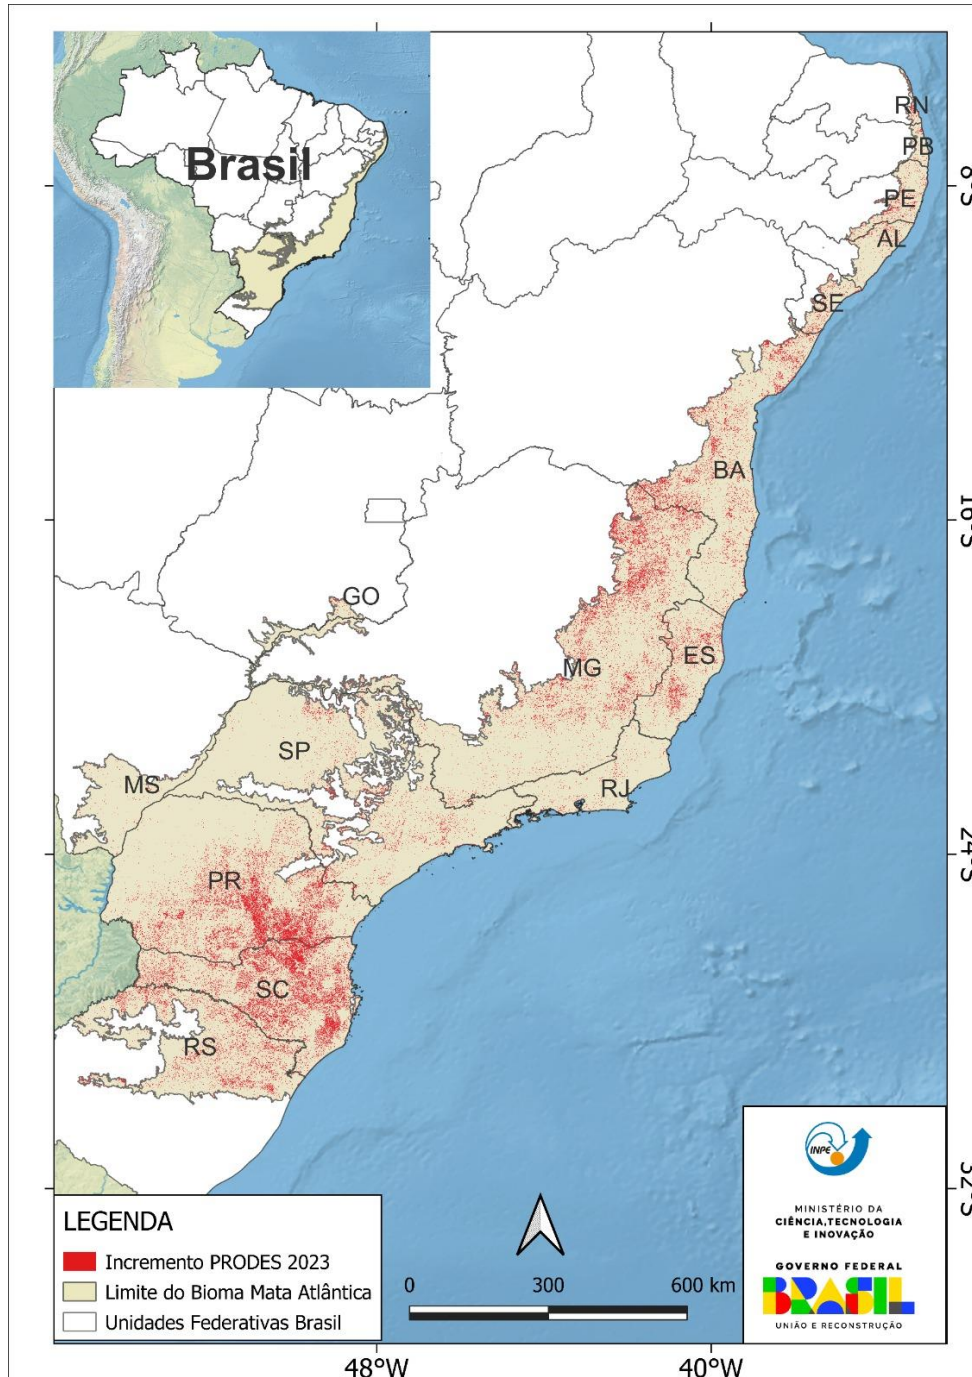 Brasil
RN
PB
PE
AL
SE
BA
GO
MG
ES
SP
MS
RJ
PR
SC
RS
8°S
16°S
24°S
32°S
48°W
40°W
LEGENDA
Incremento PRODES 2023
Limite do Bioma Mata Atlântica
Unidades Federativas Brasil
0 300 600 km
INPE
MINISTÉRIO DA
CIÊNCIA,TECNOLOGIA
E INOVAÇÃO
GOVERNO FEDERAL
BRASIL
UNIÃO E RECONSTRUÇÃO